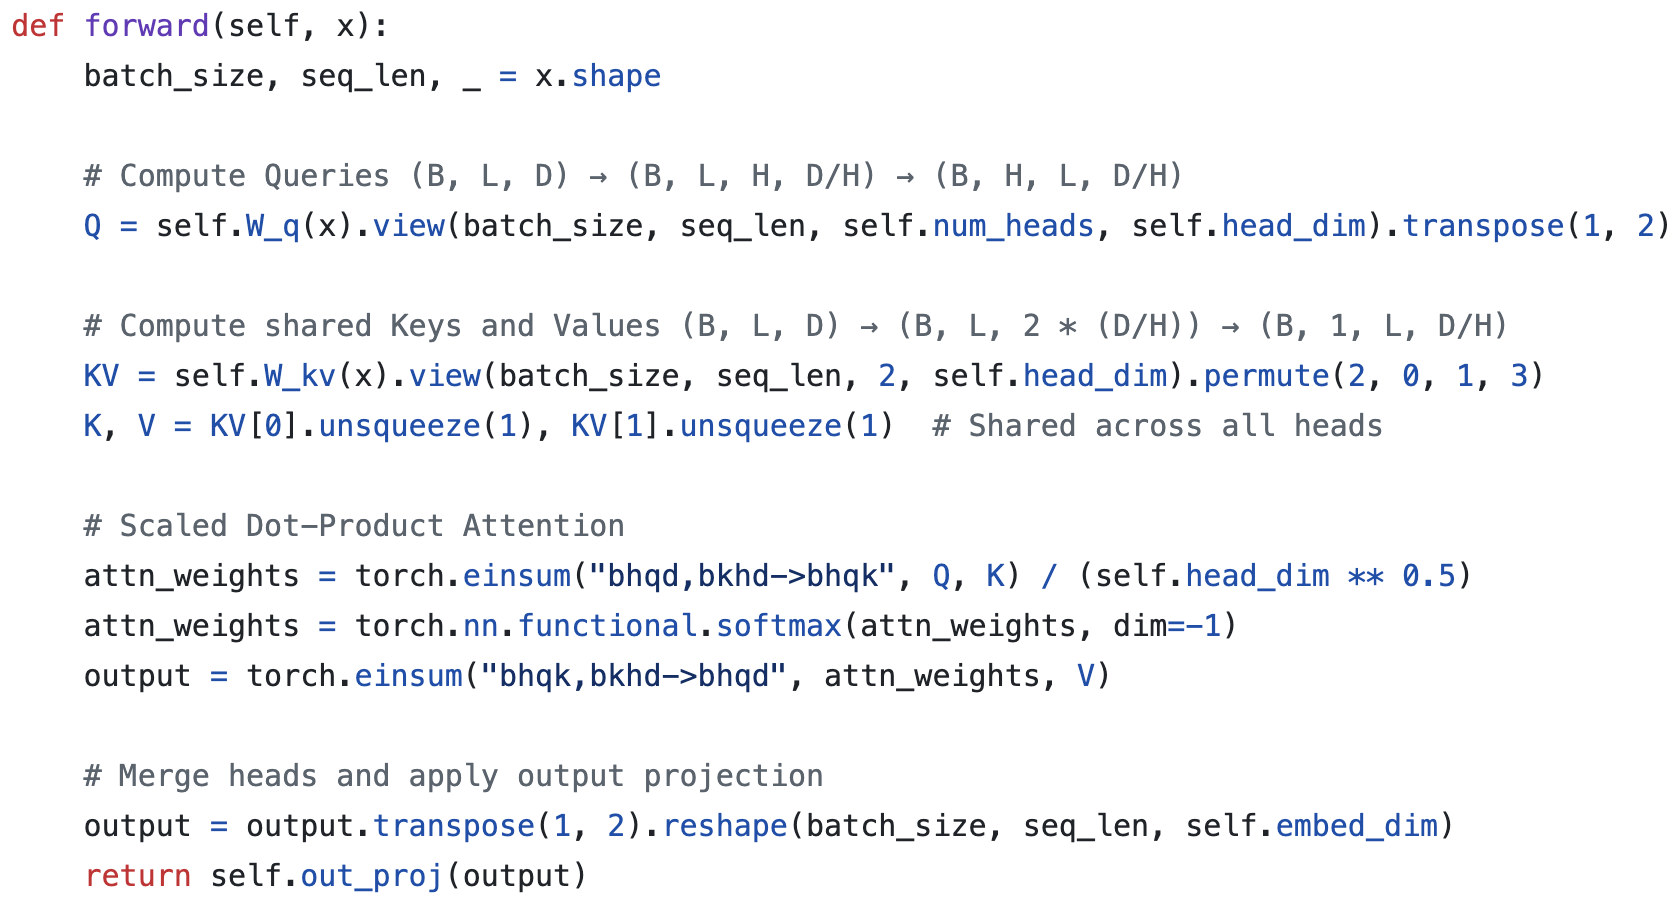 def forward(self, x):
    batch_size, seq_len, _ = x.shape

    # Compute Queries (B, L, D) → (B, L, H, D/H) → (B, H, L, D/H)
    Q = self.W_q(x).view(batch_size, seq_len, self.num_heads, self.head_dim).transpose(1, 2)

    # Compute shared Keys and Values (B, L, D) → (B, L, 2 * (D/H)) → (B, 1, L, D/H)
    KV = self.W_kv(x).view(batch_size, seq_len, 2, self.head_dim).permute(2, 0, 1, 3)
    K, V = KV[0].unsqueeze(1), KV[1].unsqueeze(1)  # Shared across all heads

    # Scaled Dot-Product Attention
    attn_weights = torch.einsum("bhqd,bkhd->bhqk", Q, K) / (self.head_dim ** 0.5)
    attn_weights = torch.nn.functional.softmax(attn_weights, dim=-1)
    output = torch.einsum("bhqk,bkhd->bhqd", attn_weights, V)

    # Merge heads and apply output projection
    output = output.transpose(1, 2).reshape(batch_size, seq_len, self.embed_dim)
    return self.out_proj(output)